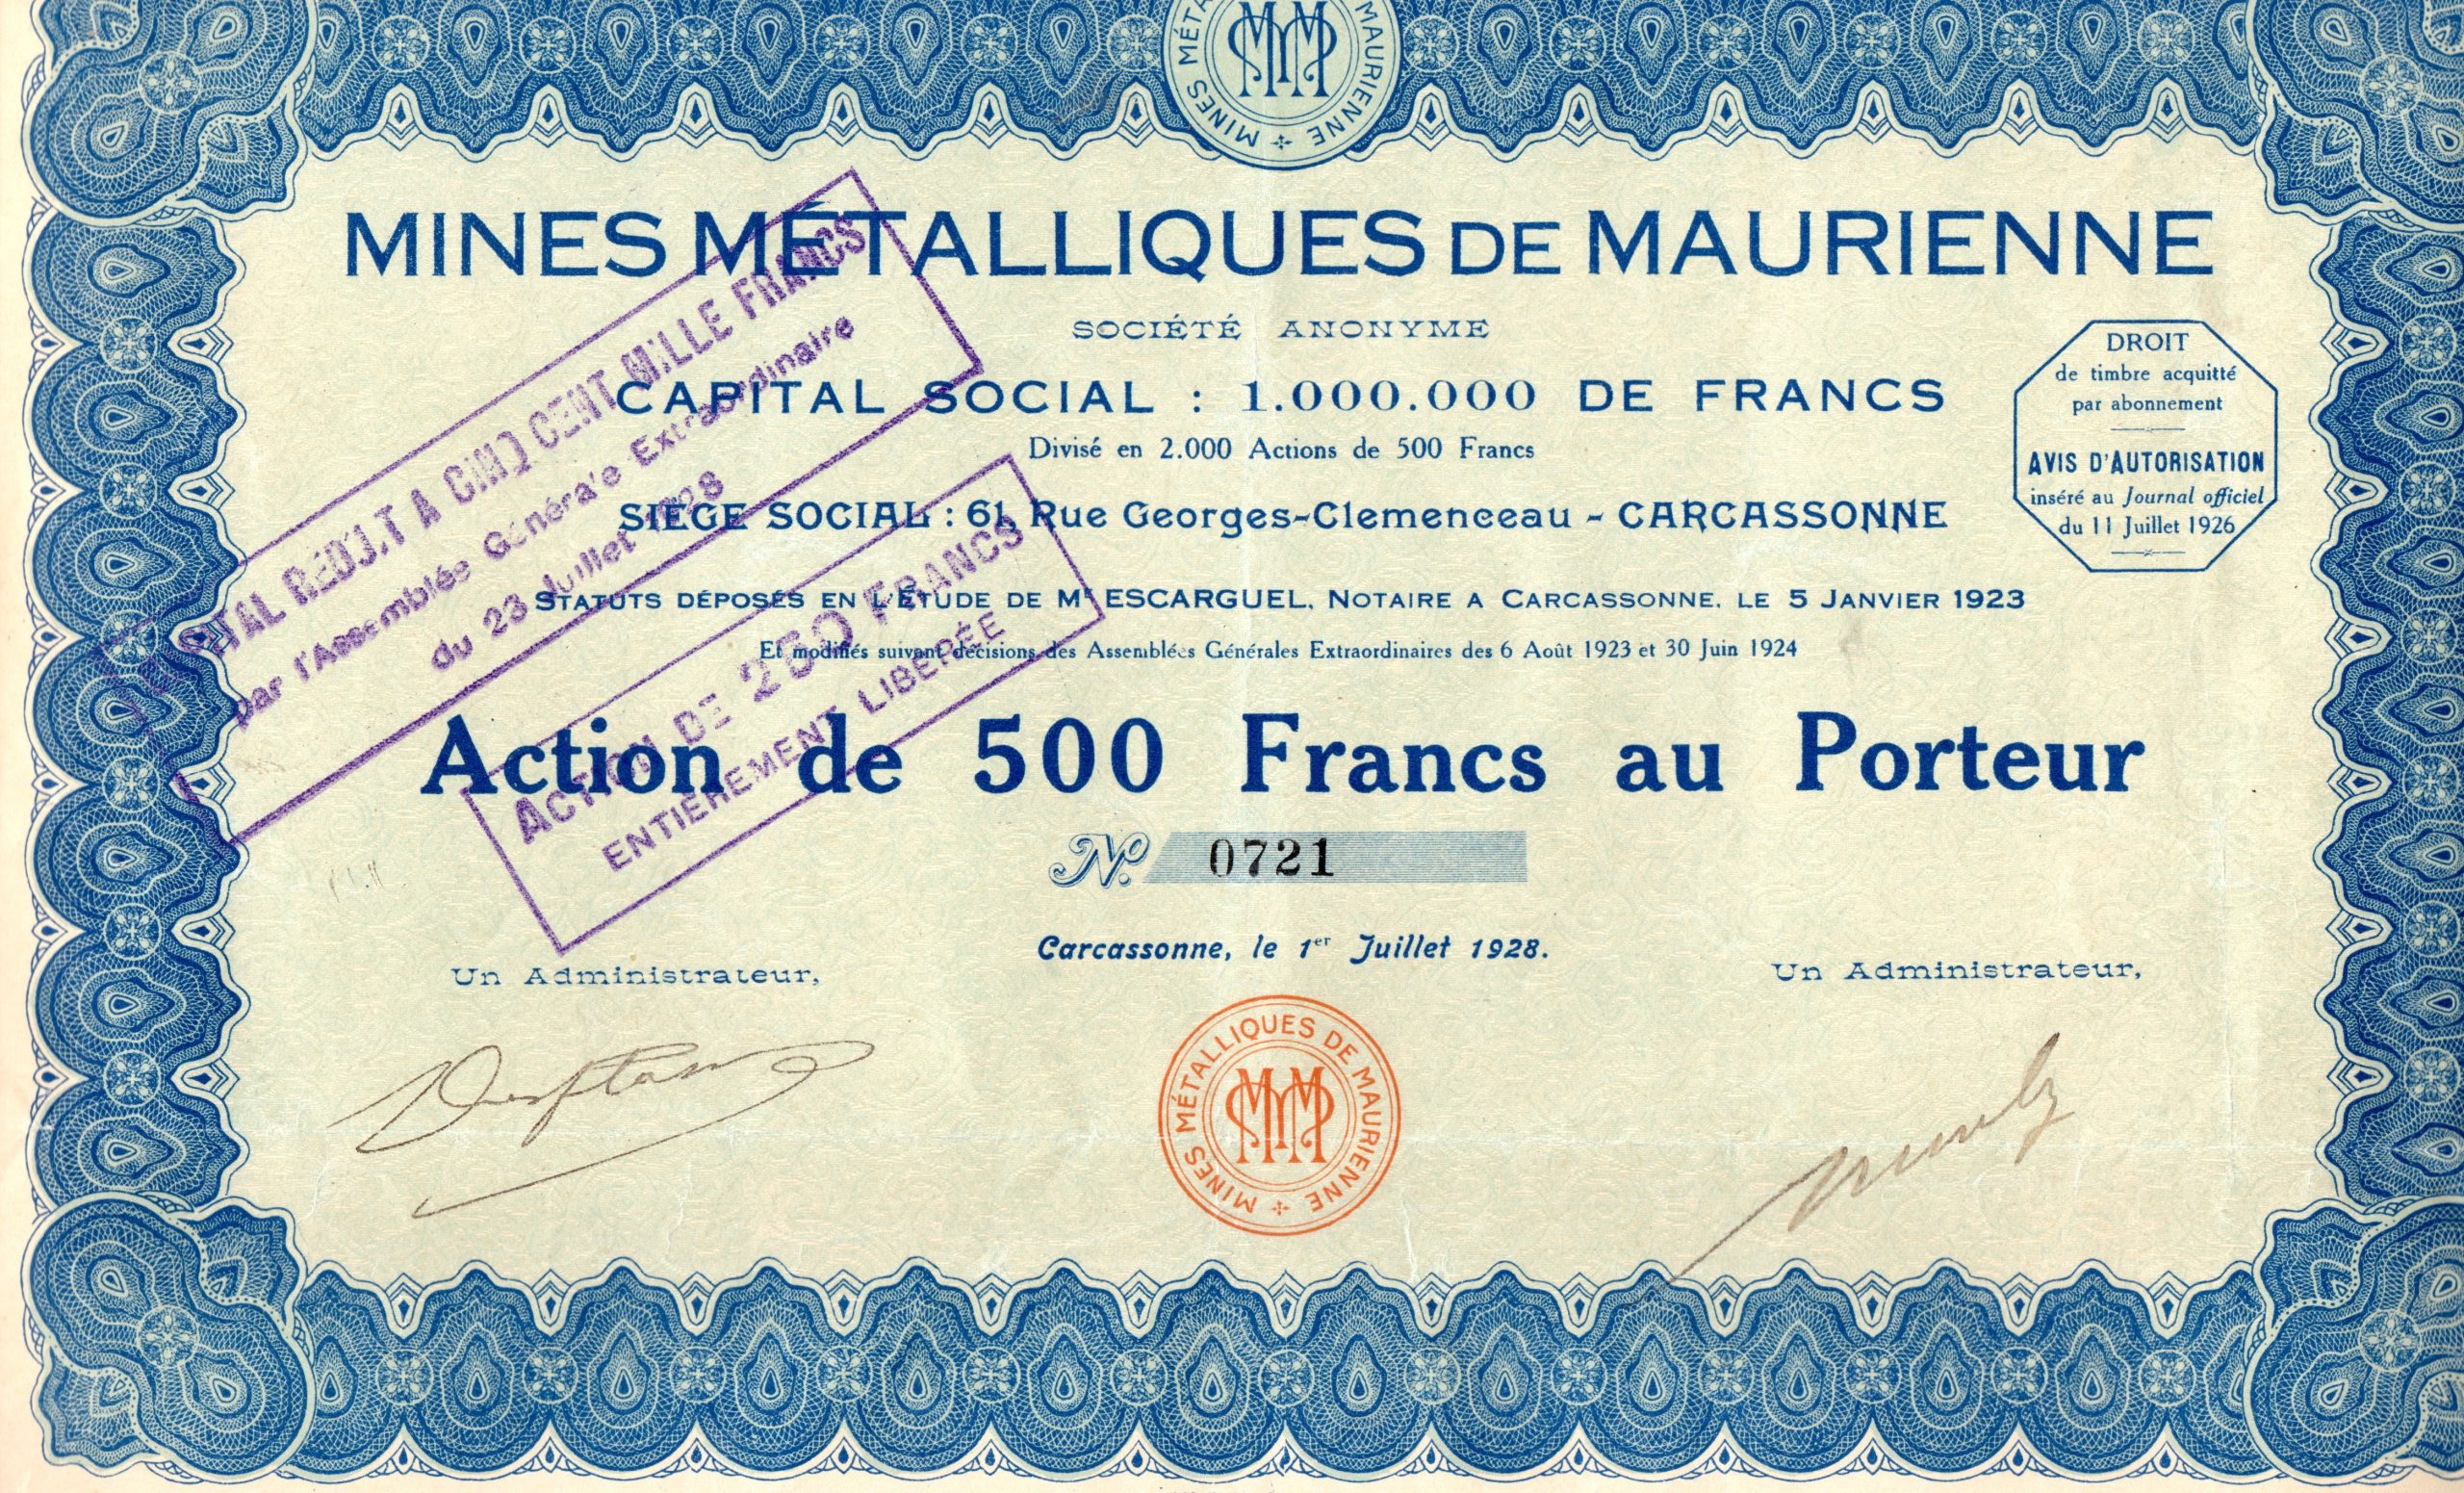 MINES MÉTA MAURIENNE
MMM
MINES MÉTALLIQUES DE MAURIENNE
SOCIÉTÉ ANONYME
CAPITAL SOCIAL : 1.000.000 DE FRANCS
Divisé en 2.000 Actions de 500 Francs
SIÈGE SOCIAL : 61, Rue Georges-Clemenceau - CARCASSONNE
STATUTS DÉPOSÉS EN L'ÉTUDE DE Me ESCARGUEL, NOTAIRE A CARCASSONNE, LE 5 JANVIER 1923
Et modifiés suivant décisions des Assemblées Générales Extraordinaires des 6 Août 1923 et 30 Juin 1924
DROIT
de timbre acquitté
par abonnement
AVIS D'AUTORISATION
inséré au Journal officiel
du 11 Juillet 1926
CAPITAL RÉDUIT A CINQ CENT MILLE FRANCS
par l'Assemblée Générale Extraordinaire
du 23 Juillet 1928
ACTION DE 250 FRANCS
ENTIÈREMENT LIBÉRÉE
Action de 500 Francs au Porteur
No. 0721
Carcassonne, le 1er Juillet 1928.
Un Administrateur,
Un Administrateur,
MINES MÉTALLIQUES DE MAURIENNE
MMM